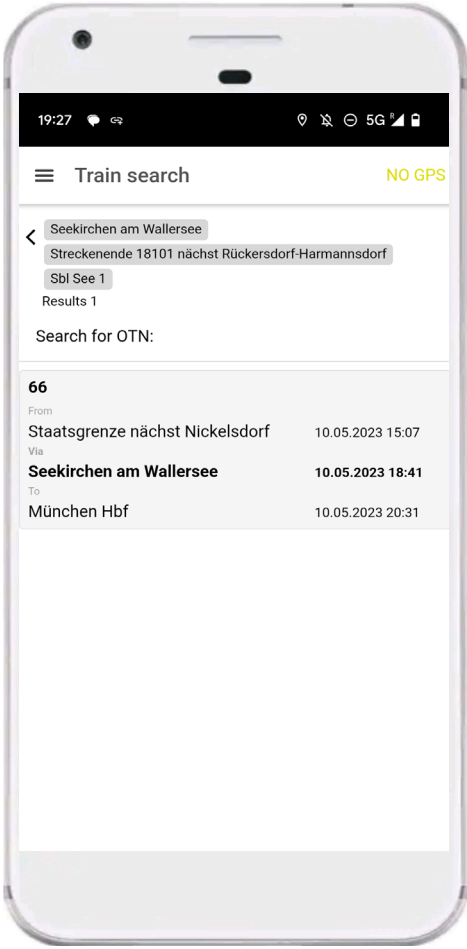 19:27
5G R
Train search
NO GPS
Seekirchen am Wallersee
Streckenende 18101 nächst Rückersdorf-Harmannsdorf
Sbl See 1
Results 1
Search for OTN:
66
From
Staatsgrenze nächst Nickelsdorf 10.05.2023 15:07
Via
Seekirchen am Wallersee 10.05.2023 18:41
To
München Hbf 10.05.2023 20:31